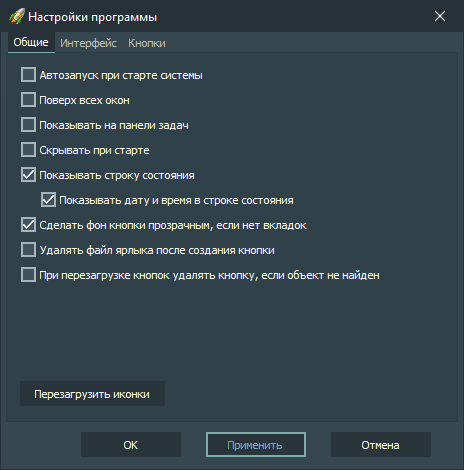 Настройки программы
Общие Интерфейс Кнопки
Автозапуск при старте системы
Поверх всех окон
Показывать на панели задач
Скрывать при старте
Показывать строку состояния
Показывать дату и время в строке состояния
Сделать фон кнопки прозрачным, если нет вкладок
Удалять файл ярлыка после создания кнопки
При перезагрузке кнопок удалять кнопку, если объект не найден
Перезагрузить иконки
OK Применить Отмена